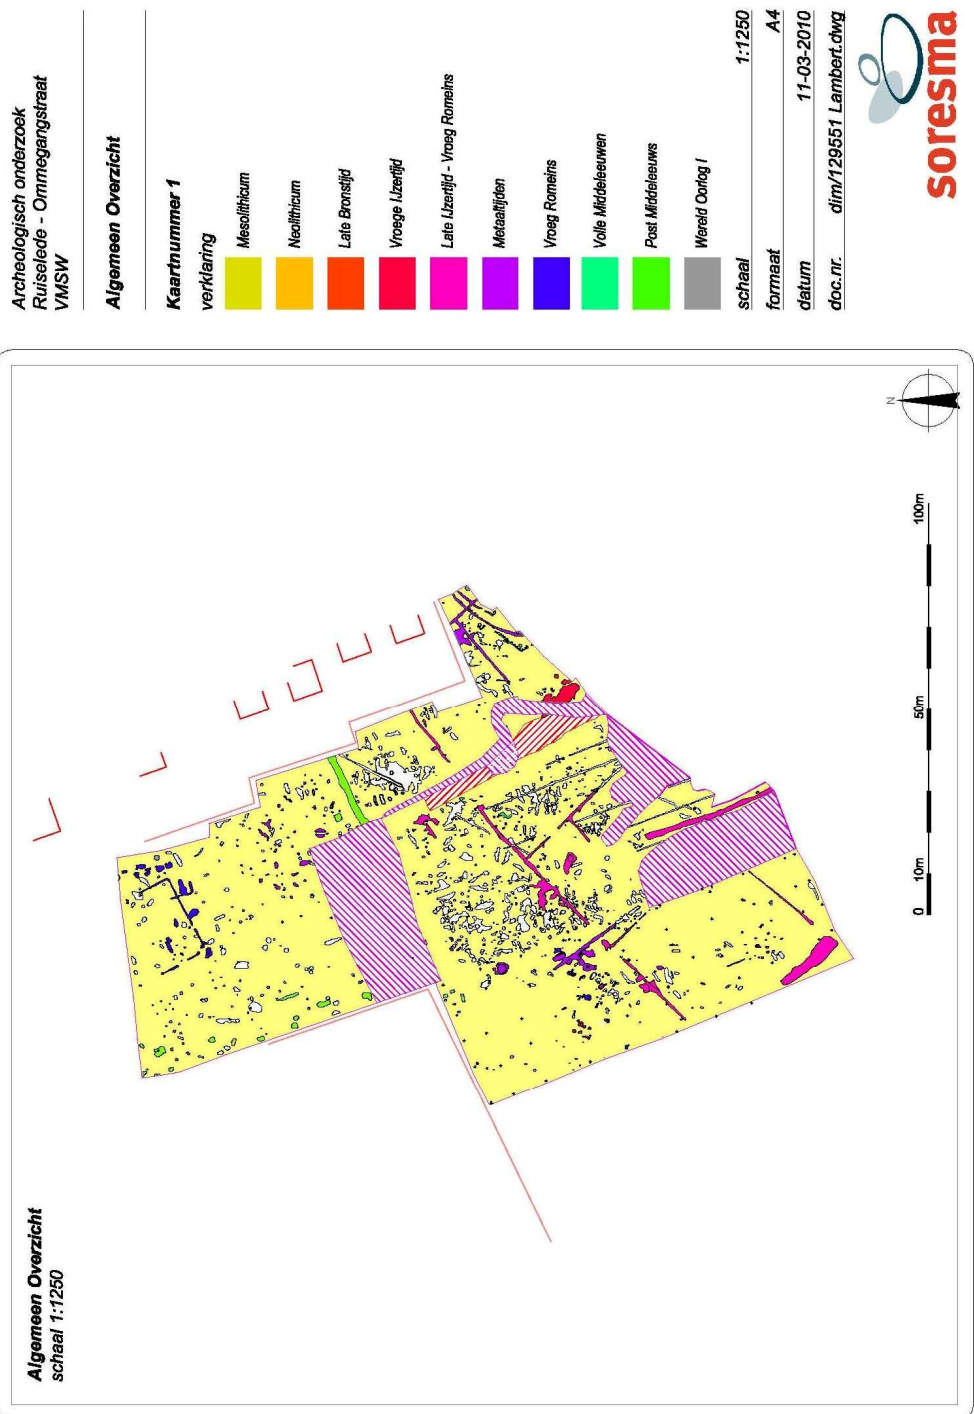 Archeologisch onderzoek
Ruiselede - Ommegangstraat
VMSW
Algemeen Overzicht
Kaartnummer 1
verklaring
Mesolithicum
Neolithicum
Late Bronstijd
Vroege IJzertijd
Late IJzertijd - Vroeg Romeins
Metaaltijden
Vroeg Romeins
Volle Middeleeuwen
Post Middeleeuws
Wereld Oorlog I
schaal 1:1250
formaat A4
datum 11-03-2010
doc.nr. dim/129551 Lambert.dwg
soresma
Algemeen Overzicht
schaal 1:1250
N
0 10m 50m 100m